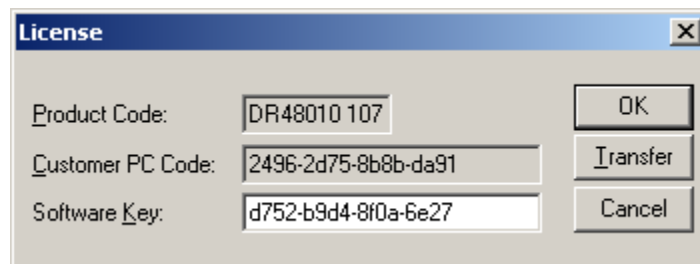 License
Product Code: DR48010 107 OK
Customer PC Code: 2496-2d75-8b8b-da91 Transfer
Software Key: d752-b9d4-8f0a-6e27 Cancel